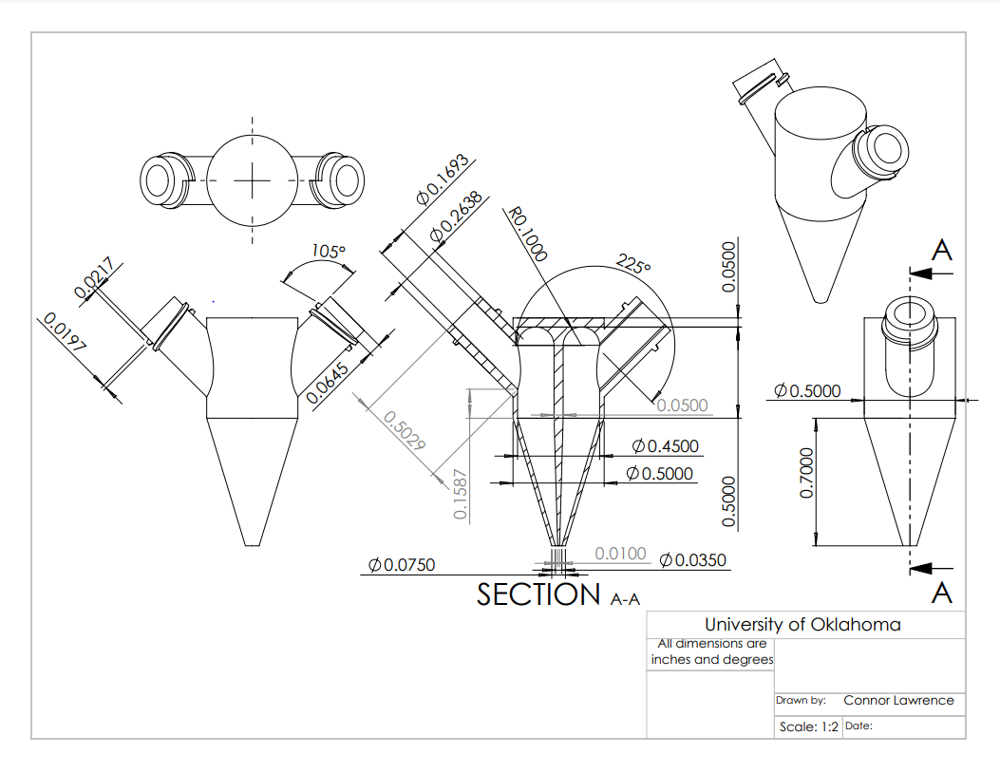 Ø0.1693
Ø0.2638
R0.1000
225°
0.0500
A
105°
0.0217
0.0197
0.0645
0.5029
0.1587
0.0500
Ø0.4500
Ø0.5000
0.5000
Ø0.5000
0.7000
Ø0.0750
0.0100
Ø0.0350
SECTION A-A
A
University of Oklahoma
All dimensions are
inches and degrees
Drawn by: Connor Lawrence
Scale: 1:2 Date: